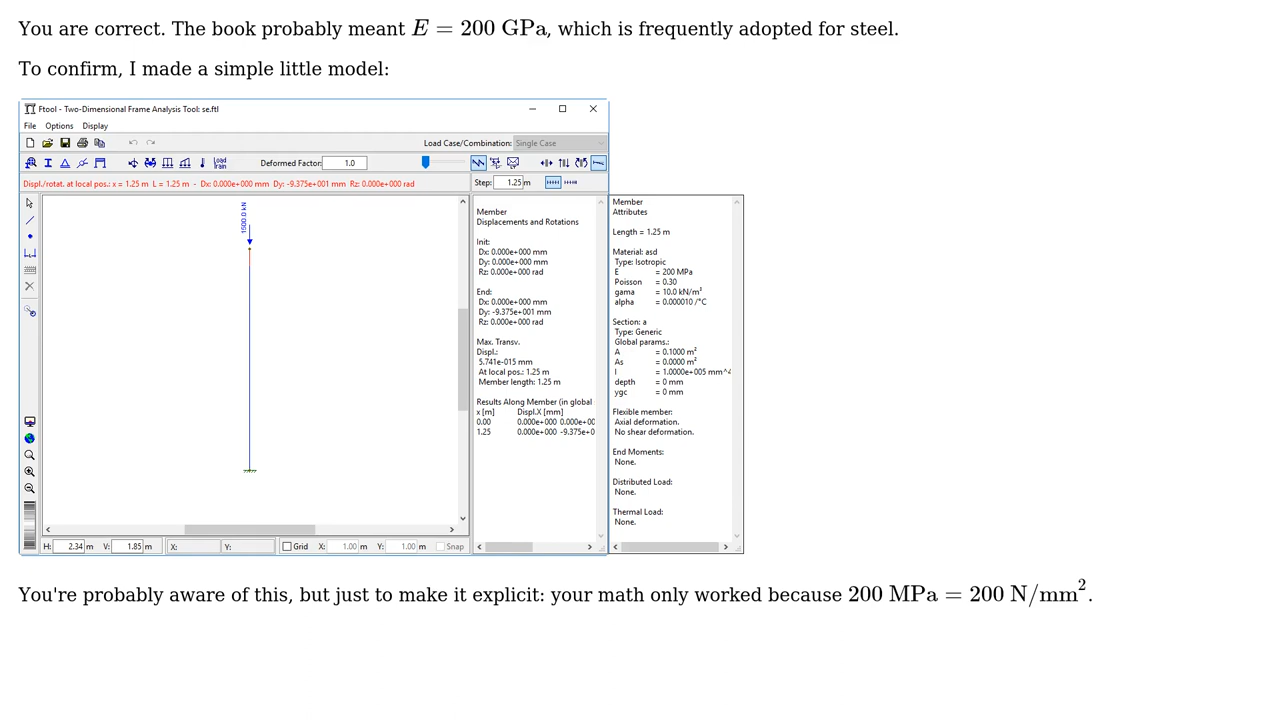 You are correct. The book probably meant E = 200 GPa, which is frequently adopted for steel.
To confirm, I made a simple little model:
Ftool - Two-Dimensional Frame Analysis Tool: se.ftl
File Options Display
Load Case/Combination: Single Case
Load Train
Deformed Factor: 1.0
Displ./rotat. at local pos.: x = 1.25 m L = 1.25 m - Dx: 0.000e+000 mm Dy: -9.375e+001 mm Rz: 0.000e+000 rad
Step: 1.25 m
1500.0 kN
Member
Displacements and Rotations
Init:
Dx: 0.000e+000 mm
Dy: 0.000e+000 mm
Rz: 0.000e+000 rad
End:
Dx: 0.000e+000 mm
Dy: -9.375e+001 mm
Rz: 0.000e+000 rad
Max. Transv.
Displ.:
5.741e-015 mm
At local pos.: 1.25 m
Member length: 1.25 m
Results Along Member (in global
x [m] Displ.X [mm]
0.00 0.000e+000 0.000e+00
1.25 0.000e+000 -9.375e+0
Member
Attributes
Length = 1.25 m
Material: asd
Type: Isotropic
E = 200 MPa
Poisson = 0.30
gama = 10.0 kN/m³
alpha = 0.000010 /°C
Section: a
Type: Generic
Global params.:
A = 0.1000 m²
As = 0.0000 m²
I = 1.0000e+005 mm^4
depth = 0 mm
ygc = 0 mm
Flexible member:
Axial deformation.
No shear deformation.
End Moments:
None.
Distributed Load:
None.
Thermal Load:
None.
H: 2.34 m V: 1.85 m X: Y: Grid X: 1.00 m Y: 1.00 m Snap
You're probably aware of this, but just to make it explicit: your math only worked because 200 MPa = 200 N/mm².